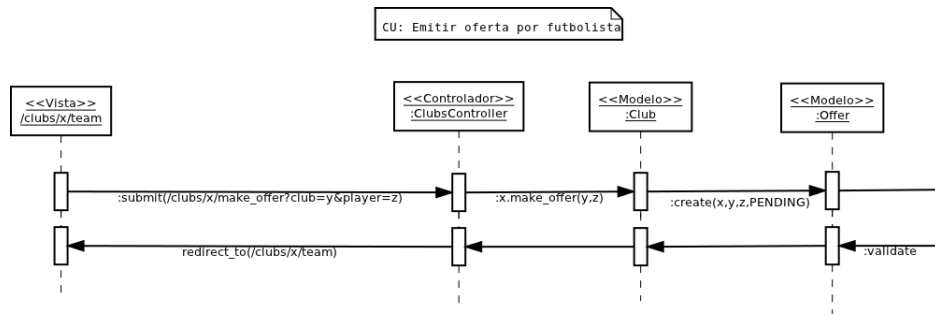 CU: Emitir oferta por futbolista
<<Vista>>
/clubs/x/team
<<Controlador>>
:ClubsController
<<Modelo>>
:Club
<<Modelo>>
:Offer
:submit(/clubs/x/make_offer?club=y&player=z)
:x.make_offer(y,z)
:create(x,y,z,PENDING)
redirect_to(/clubs/x/team)
:validate